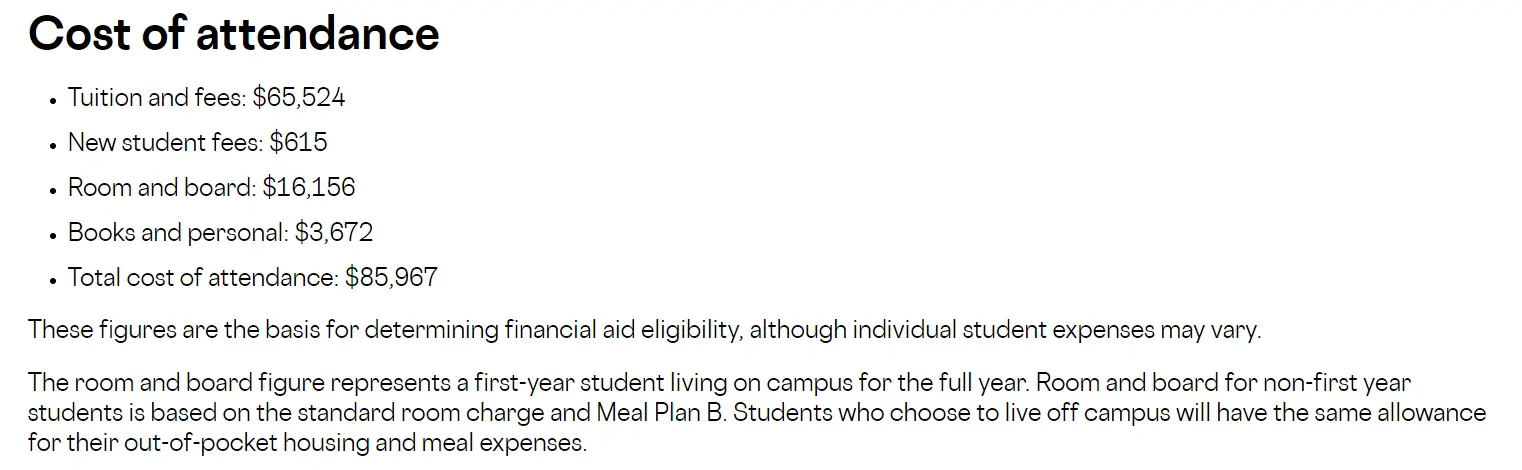 Cost of attendance
• Tuition and fees: $65,524
• New student fees: $615
• Room and board: $16,156
• Books and personal: $3,672
• Total cost of attendance: $85,967
These figures are the basis for determining financial aid eligibility, although individual student expenses may vary.
The room and board figure represents a first-year student living on campus for the full year. Room and board for non-first year
students is based on the standard room charge and Meal Plan B. Students who choose to live off campus will have the same allowance
for their out-of-pocket housing and meal expenses.